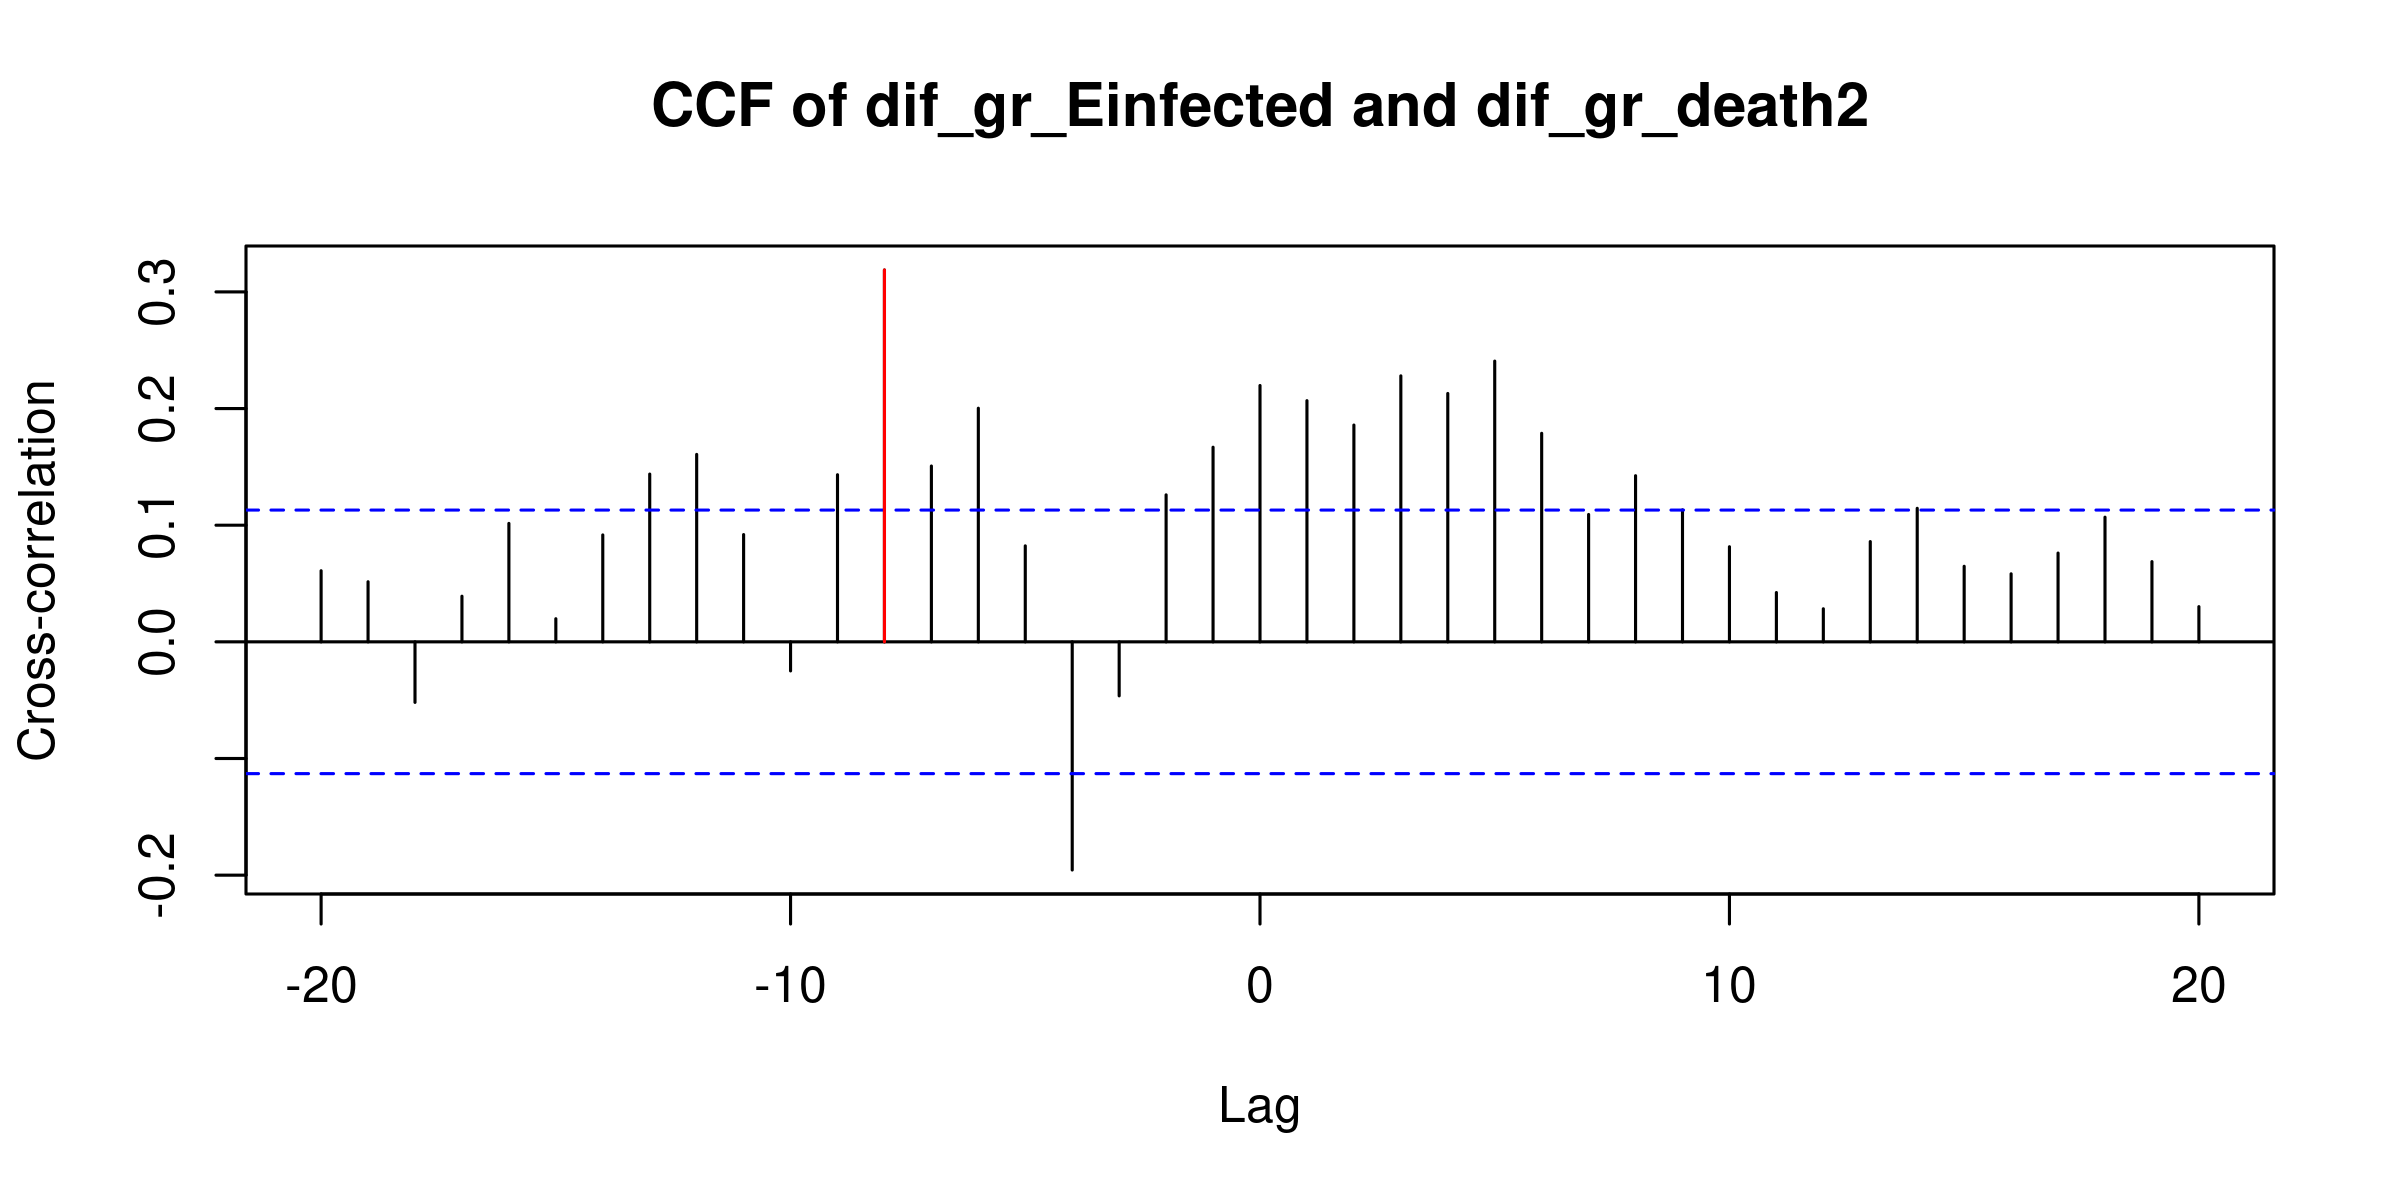 CCF of dif_gr_Einfected and dif_gr_death2
Cross-correlation
0.3
0.2
0.1
0.0
-0.2
-20 -10 0 10 20
Lag